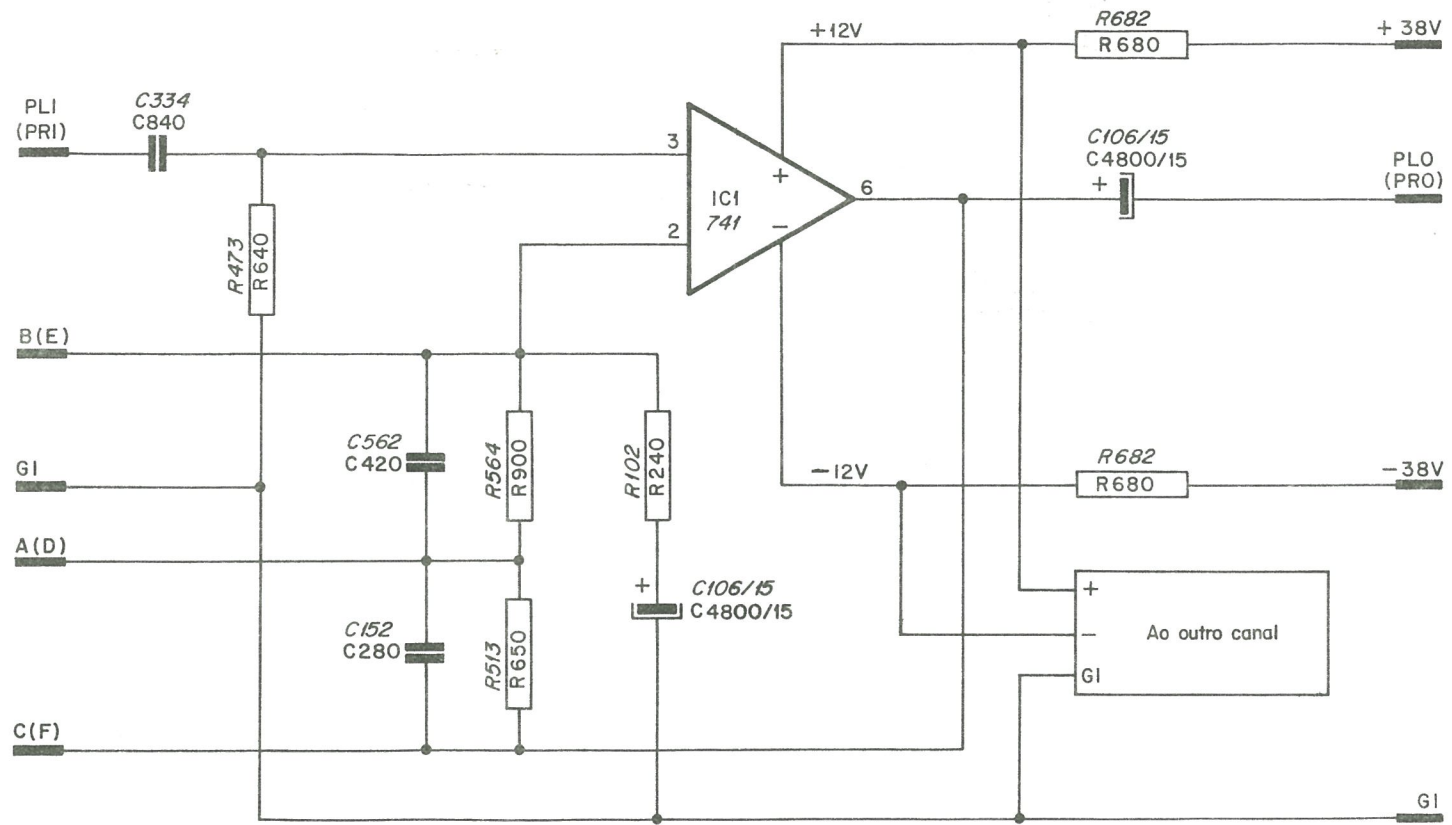 R682
+12V
R680
+38V
PLI
(PRI)
C334
C840
3
+
IC1
741
−
2
6
C106/15
C4800/15
+
PLO
(PRO)
R473
R640
B(E)
C562
C420
R564
R900
R102
R240
GI
−12V
R682
R680
−38V
A(D)
+
C106/15
C4800/15
C152
C280
R513
R650
+
−
GI
Ao outro canal
C(F)
GI